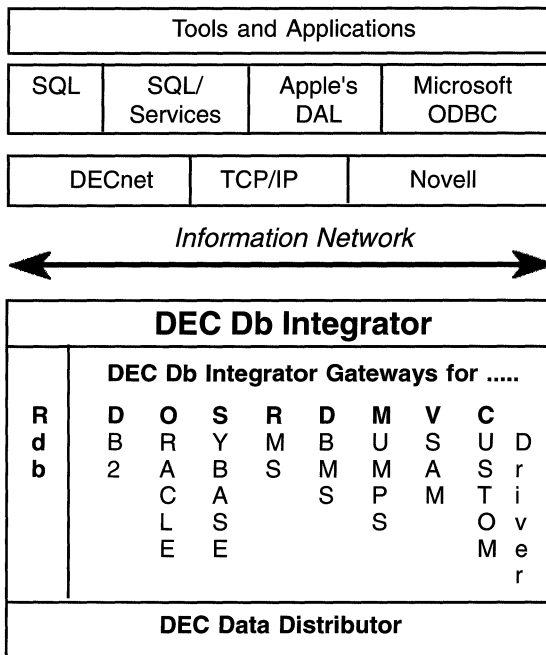 Tools and Applications
SQL
SQL/
Services
Apple's
DAL
Microsoft
ODBC
DECnet
TCP/IP
Novell
Information Network
DEC Db Integrator
DEC Db Integrator Gateways for .....
Rdb
DB2
ORACLE
SYBASE
RMS
DBMS
MUMPS
VSAM
CUSTOM
Driver
DEC Data Distributor